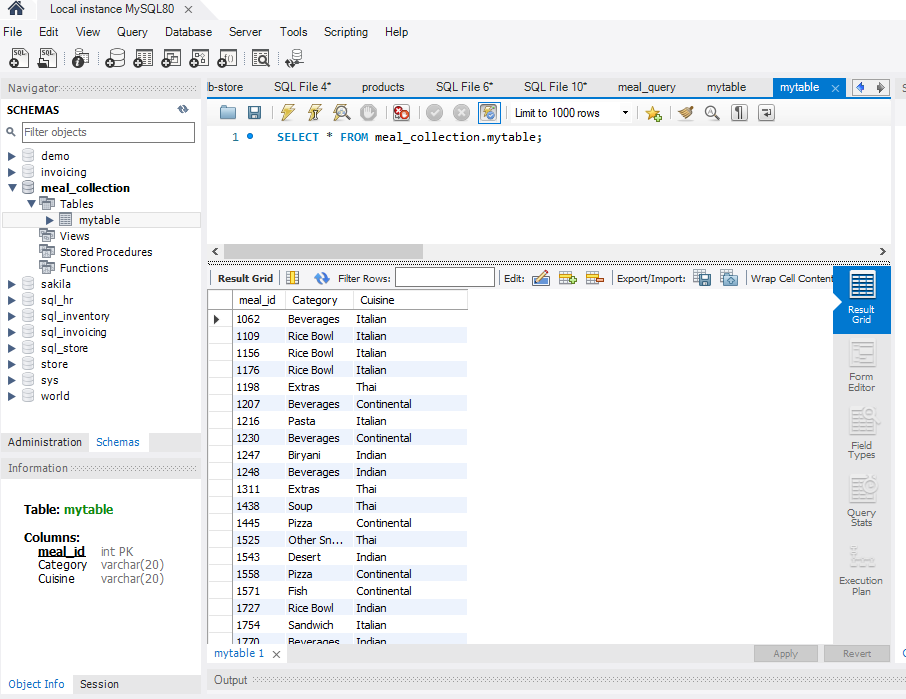 Local instance MySQL80 ×
File Edit View Query Database Server Tools Scripting Help
Navigator
SCHEMAS
Filter objects
demo
invoicing
meal_collection
Tables
mytable
Views
Stored Procedures
Functions
sakila
sql_hr
sql_inventory
sql_invoicing
sql_store
store
sys
world
Administration Schemas
Information
Table: mytable
Columns:
meal_id int PK
Category varchar(20)
Cuisine varchar(20)
Object Info Session
b-store SQL File 4* products SQL File 6* SQL File 10* meal_query mytable mytable ×
Limit to 1000 rows
1 SELECT * FROM meal_collection.mytable;
Result Grid Filter Rows: Edit: Export/Import: Wrap Cell Content
meal_id Category Cuisine
1062 Beverages Italian
1109 Rice Bowl Italian
1156 Rice Bowl Italian
1176 Rice Bowl Italian
1198 Extras Thai
1207 Beverages Continental
1216 Pasta Italian
1230 Beverages Continental
1247 Biryani Indian
1248 Beverages Indian
1311 Extras Thai
1438 Soup Thai
1445 Pizza Continental
1525 Other Sn... Thai
1543 Desert Indian
1558 Pizza Continental
1571 Fish Continental
1727 Rice Bowl Indian
1754 Sandwich Italian
1770 Beverages Indian
Result
Grid
Form
Editor
Field
Types
Query
Stats
Execution
Plan
mytable 1 ×
Apply Revert
Output